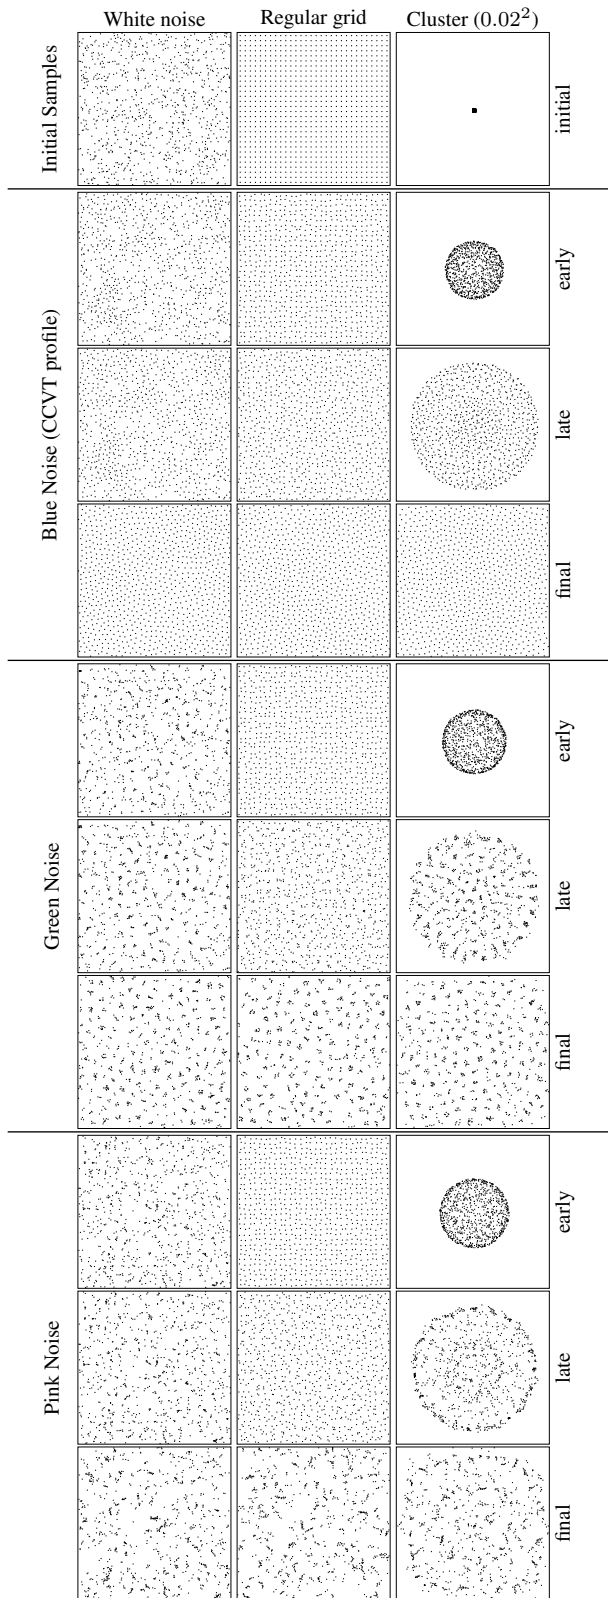 White noise
Regular grid
Cluster (0.02²)
Initial Samples
initial
Blue Noise (CCVT profile)
early
late
final
Green Noise
early
late
final
Pink Noise
early
late
final